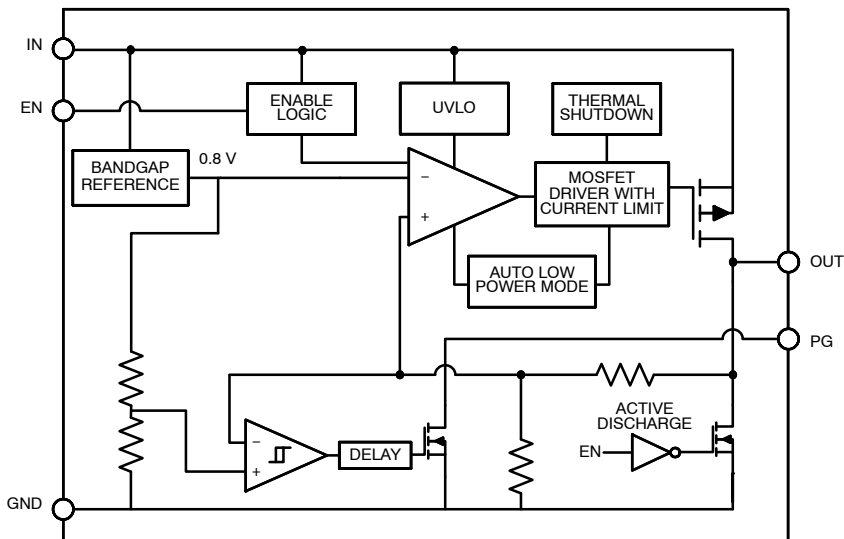 IN
EN
ENABLE
LOGIC
UVLO
THERMAL
SHUTDOWN
BANDGAP
REFERENCE
0.8 V
−
+
MOSFET
DRIVER WITH
CURRENT LIMIT
AUTO LOW
POWER MODE
OUT
PG
ACTIVE
DISCHARGE
−
+
DELAY
EN
GND